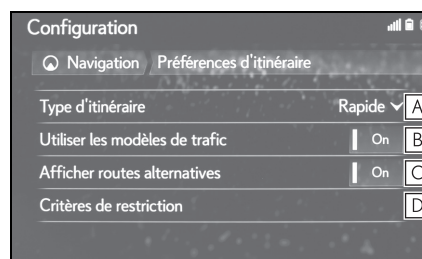 Configuration
Navigation Préférences d'itinéraire
Type d'itinéraire Rapide A
Utiliser les modèles de trafic On B
Afficher routes alternatives On C
Critères de restriction D